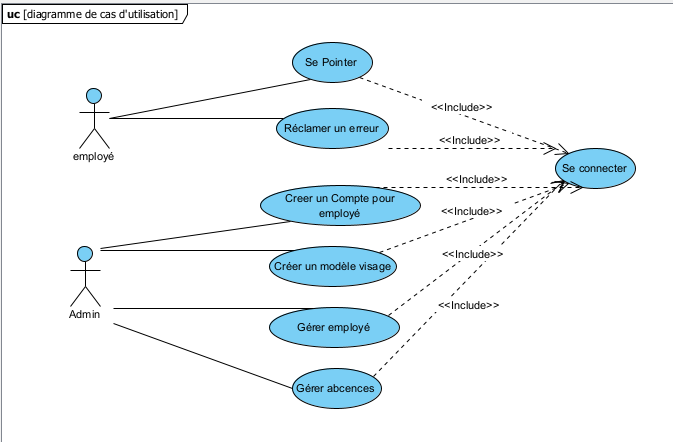 uc [diagramme de cas d'utilisation]
Se Pointer
<<Include>>
employé
Réclamer un erreur
<<Include>>
Se connecter
<<Include>>
Creer un Compte pour
employé
<<Include>>
Admin
Créer un modèle visage
<<Include>>
<<Include>>
Gérer employé
Gérer abcences